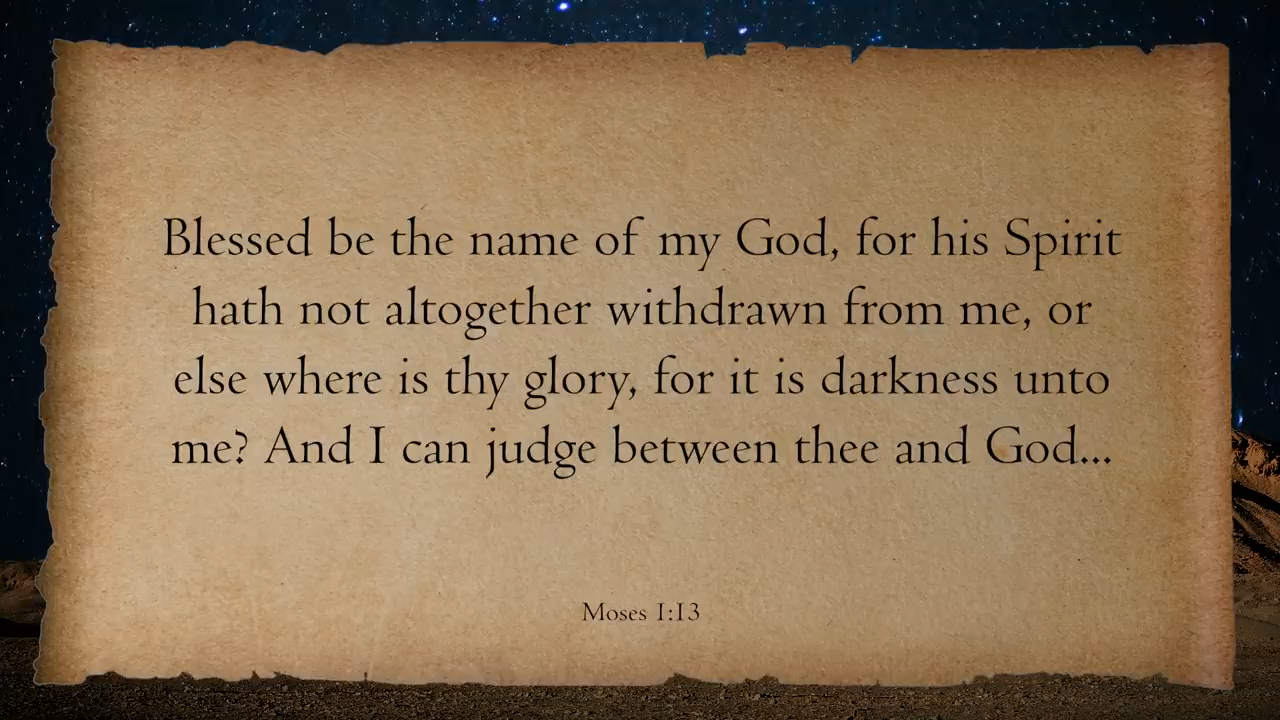 Blessed be the name of my God, for his Spirit
hath not altogether withdrawn from me, or
else where is thy glory, for it is darkness unto
me? And I can judge between thee and God...
Moses 1:13